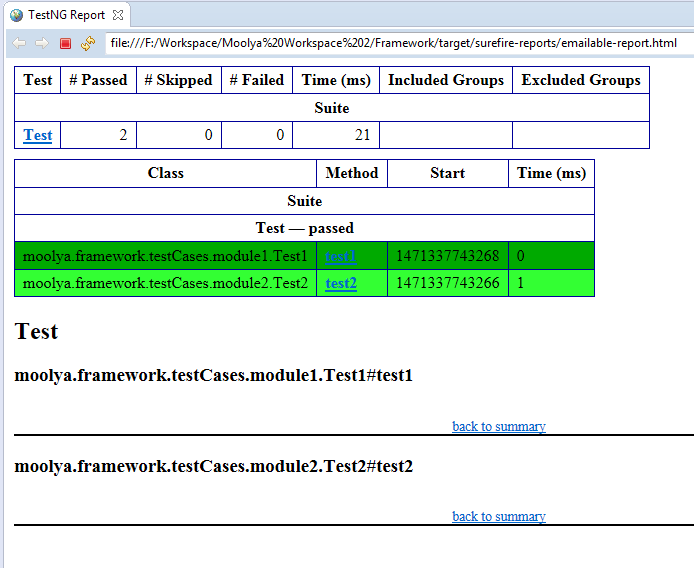 TestNG Report
file:///F:/Workspace/Moolya%20Workspace%202/Framework/target/surefire-reports/emailable-report.html
Test # Passed # Skipped # Failed Time (ms) Included Groups Excluded Groups
Suite
Test 2 0 0 21
Class Method Start Time (ms)
Suite
Test — passed
moolya.framework.testCases.module1.Test1 test1 1471337743268 0
moolya.framework.testCases.module2.Test2 test2 1471337743266 1
Test
moolya.framework.testCases.module1.Test1#test1
back to summary
moolya.framework.testCases.module2.Test2#test2
back to summary